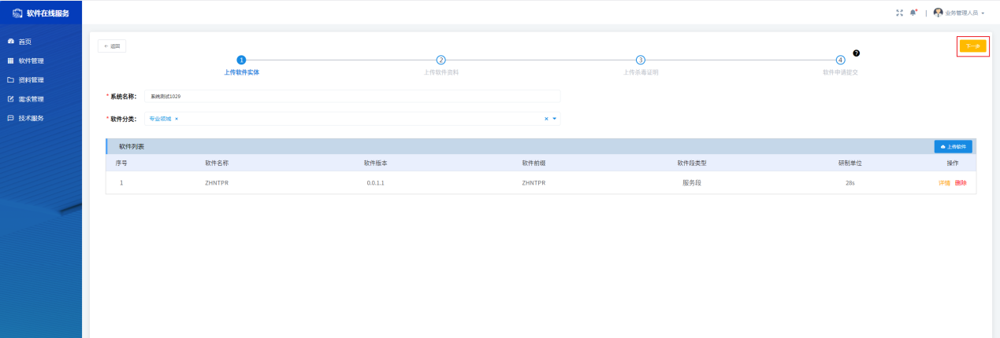 软件在线服务
业务管理人员
首页
软件管理
资料管理
需求管理
技术服务
← 返回
下一步
1 2 3 4
上传软件实体 上传软件资料 上传杀毒证明 软件申请提交
* 系统名称： 系统测试1029
* 软件分类： 专业领域 ×
软件列表 上传软件
序号 软件名称 软件版本 软件前缀 软件段类型 研制单位 操作
1 ZHNTPR 0.0.1.1 ZHNTPR 服务段 28s 详情 删除